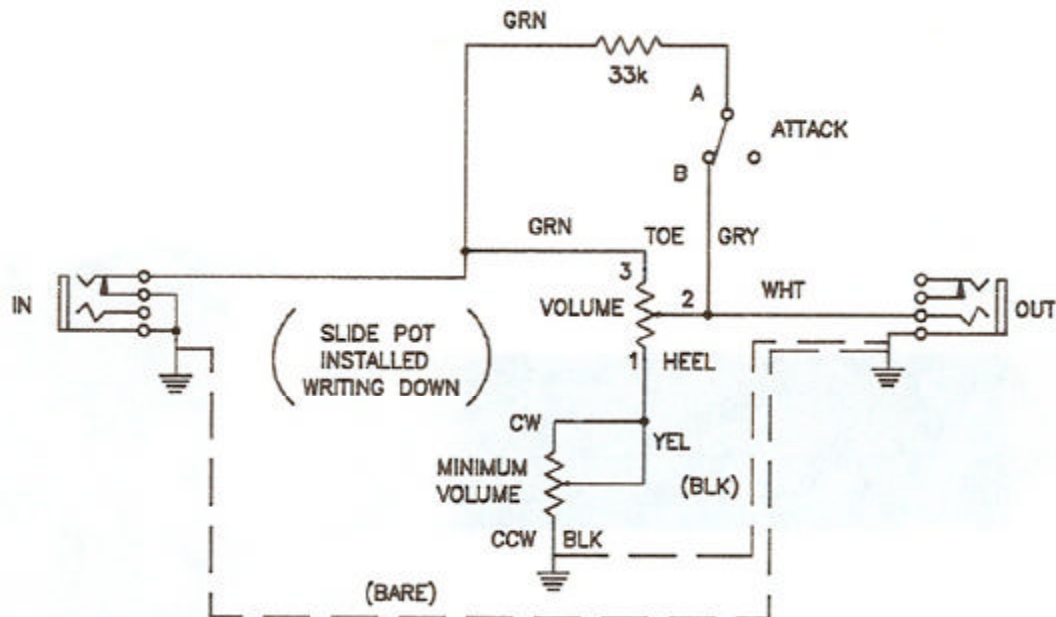 GRN
33k
A
ATTACK
B
GRN
TOE
GRY
3
IN
VOLUME
2
WHT
OUT
SLIDE POT
INSTALLED
WRITING DOWN
1
HEEL
CW
YEL
MINIMUM
VOLUME
(BLK)
CCW
BLK
(BARE)